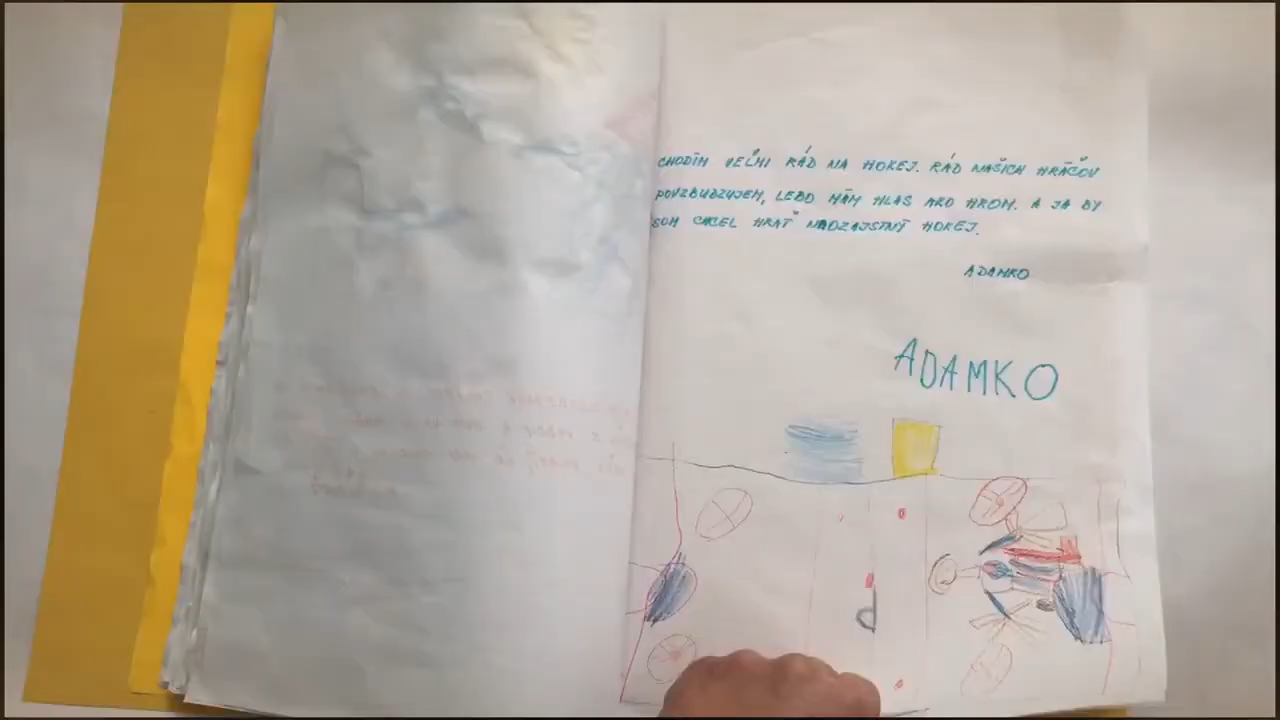 CHODÍM VEĽMI RÁD NA HOKEJ. RÁD NAŠICH HRÁČOV
POVZBUDZUJEM, LEBO MÁM HLAS AKO HROM. A JA BY
SOM CHCEL HRAŤ NAOZAJSTNÝ HOKEJ.
ADAMKO
ADAMKO